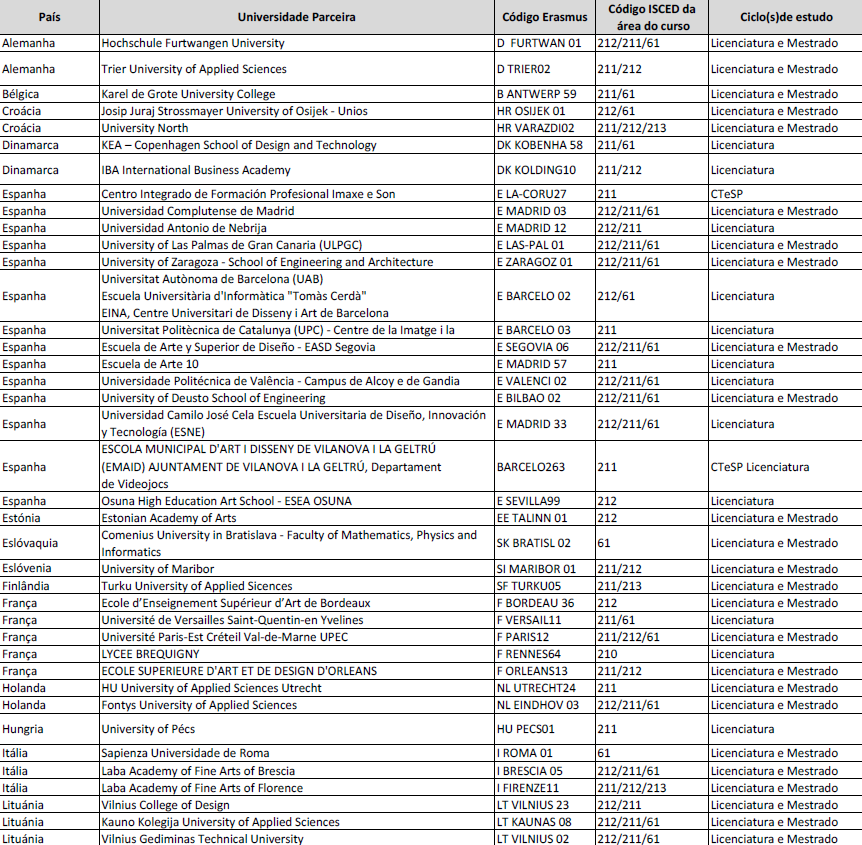 País Universidade Parceira Código Erasmus Código ISCED da área do curso Ciclo(s)de estudo
Alemanha Hochschule Furtwangen University D FURTWAN 01 212/211/61 Licenciatura e Mestrado
Alemanha Trier University of Applied Sciences D TRIER02 211/212 Licenciatura e Mestrado
Bélgica Karel de Grote University College B ANTWERP 59 211/61 Licenciatura e Mestrado
Croácia Josip Juraj Strossmayer University of Osijek - Unios HR OSIJEK 01 212/61 Licenciatura e Mestrado
Croácia University North HR VARAZDI02 211/212/213 Licenciatura e Mestrado
Dinamarca KEA – Copenhagen School of Design and Technology DK KOBENHA 58 211/61 Licenciatura
Dinamarca IBA International Business Academy DK KOLDING10 211/212 Licenciatura
Espanha Centro Integrado de Formación Profesional Imaxe e Son E LA-CORU27 211 CTeSP
Espanha Universidad Complutense de Madrid E MADRID 03 212/211/61 Licenciatura e Mestrado
Espanha Universidad Antonio de Nebrija E MADRID 12 212/211 Licenciatura
Espanha University of Las Palmas de Gran Canaria (ULPGC) E LAS-PAL 01 212/211/61 Licenciatura e Mestrado
Espanha University of Zaragoza - School of Engineering and Architecture E ZARAGOZ 01 212/211/61 Licenciatura e Mestrado
Universitat Autònoma de Barcelona (UAB)
Escuela Universitària d'Informàtica "Tomàs Cerdà"
EINA, Centre Universitari de Disseny i Art de Barcelona
Espanha E BARCELO 02 212/61 Licenciatura
Espanha Universitat Politècnica de Catalunya (UPC) - Centre de la Imatge i la E BARCELO 03 211 Licenciatura
Espanha Escuela de Arte y Superior de Diseño - EASD Segovia E SEGOVIA 06 212/211/61 Licenciatura e Mestrado
Espanha Escuela de Arte 10 E MADRID 57 211 Licenciatura
Espanha Universidade Politécnica de València - Campus de Alcoy e de Gandia E VALENCI 02 212/211/61 Licenciatura
Espanha University of Deusto School of Engineering E BILBAO 02 212/211/61 Licenciatura e Mestrado
Universidad Camilo José Cela Escuela Universitaria de Diseño, Innovación
y Tecnología (ESNE)
Espanha E MADRID 33 212/211/61 Licenciatura
ESCOLA MUNICIPAL D'ART I DISSENY DE VILANOVA I LA GELTRÚ
(EMAID) AJUNTAMENT DE VILANOVA I LA GELTRÚ, Departament
de Videojocs
Espanha BARCELO263 211 CTeSP Licenciatura
Espanha Osuna High Education Art School - ESEA OSUNA E SEVILLA99 212 Licenciatura
Estónia Estonian Academy of Arts EE TALINN 01 212 Licenciatura e Mestrado
Comenius University in Bratislava - Faculty of Mathematics, Physics and
Informatics
Eslóvaquia SK BRATISL 02 61 Licenciatura e Mestrado
Eslóvenia University of Maribor SI MARIBOR 01 211/212 Licenciatura e Mestrado
Finlândia Turku University of Applied Sicences SF TURKU05 211/213 Licenciatura e Mestrado
França Ecole d’Enseignement Supérieur d’Art de Bordeaux F BORDEAU 36 212 Licenciatura e Mestrado
França Université de Versailles Saint-Quentin-en Yvelines F VERSAIL11 211/61 Licenciatura
França Université Paris-Est Créteil Val-de-Marne UPEC F PARIS12 211/212/61 Licenciatura e Mestrado
França LYCEE BREQUIGNY F RENNES64 210 Licenciatura
França ECOLE SUPERIEURE D'ART ET DE DESIGN D'ORLEANS F ORLEANS13 211/212 Licenciatura e Mestrado
Holanda HU University of Applied Sciences Utrecht NL UTRECHT24 211 Licenciatura e Mestrado
Holanda Fontys University of Applied Sciences NL EINDHOV 03 212/211/61 Licenciatura e Mestrado
Hungria University of Pécs HU PECS01 211 Licenciatura
Itália Sapienza Universidade de Roma I ROMA 01 61 Licenciatura e Mestrado
Itália Laba Academy of Fine Arts of Brescia I BRESCIA 05 212/211/61 Licenciatura e Mestrado
Itália Laba Academy of Fine Arts of Florence I FIRENZE11 211/212/213 Licenciatura e Mestrado
Lituánia Vilnius College of Design LT VILNIUS 23 212/211 Licenciatura e Mestrado
Lituánia Kauno Kolegija University of Applied Sciences LT KAUNAS 08 212/211/61 Licenciatura e Mestrado
Lituánia Vilnius Gediminas Technical University LT VILNIUS 02 212/211/61 Licenciatura e Mestrado